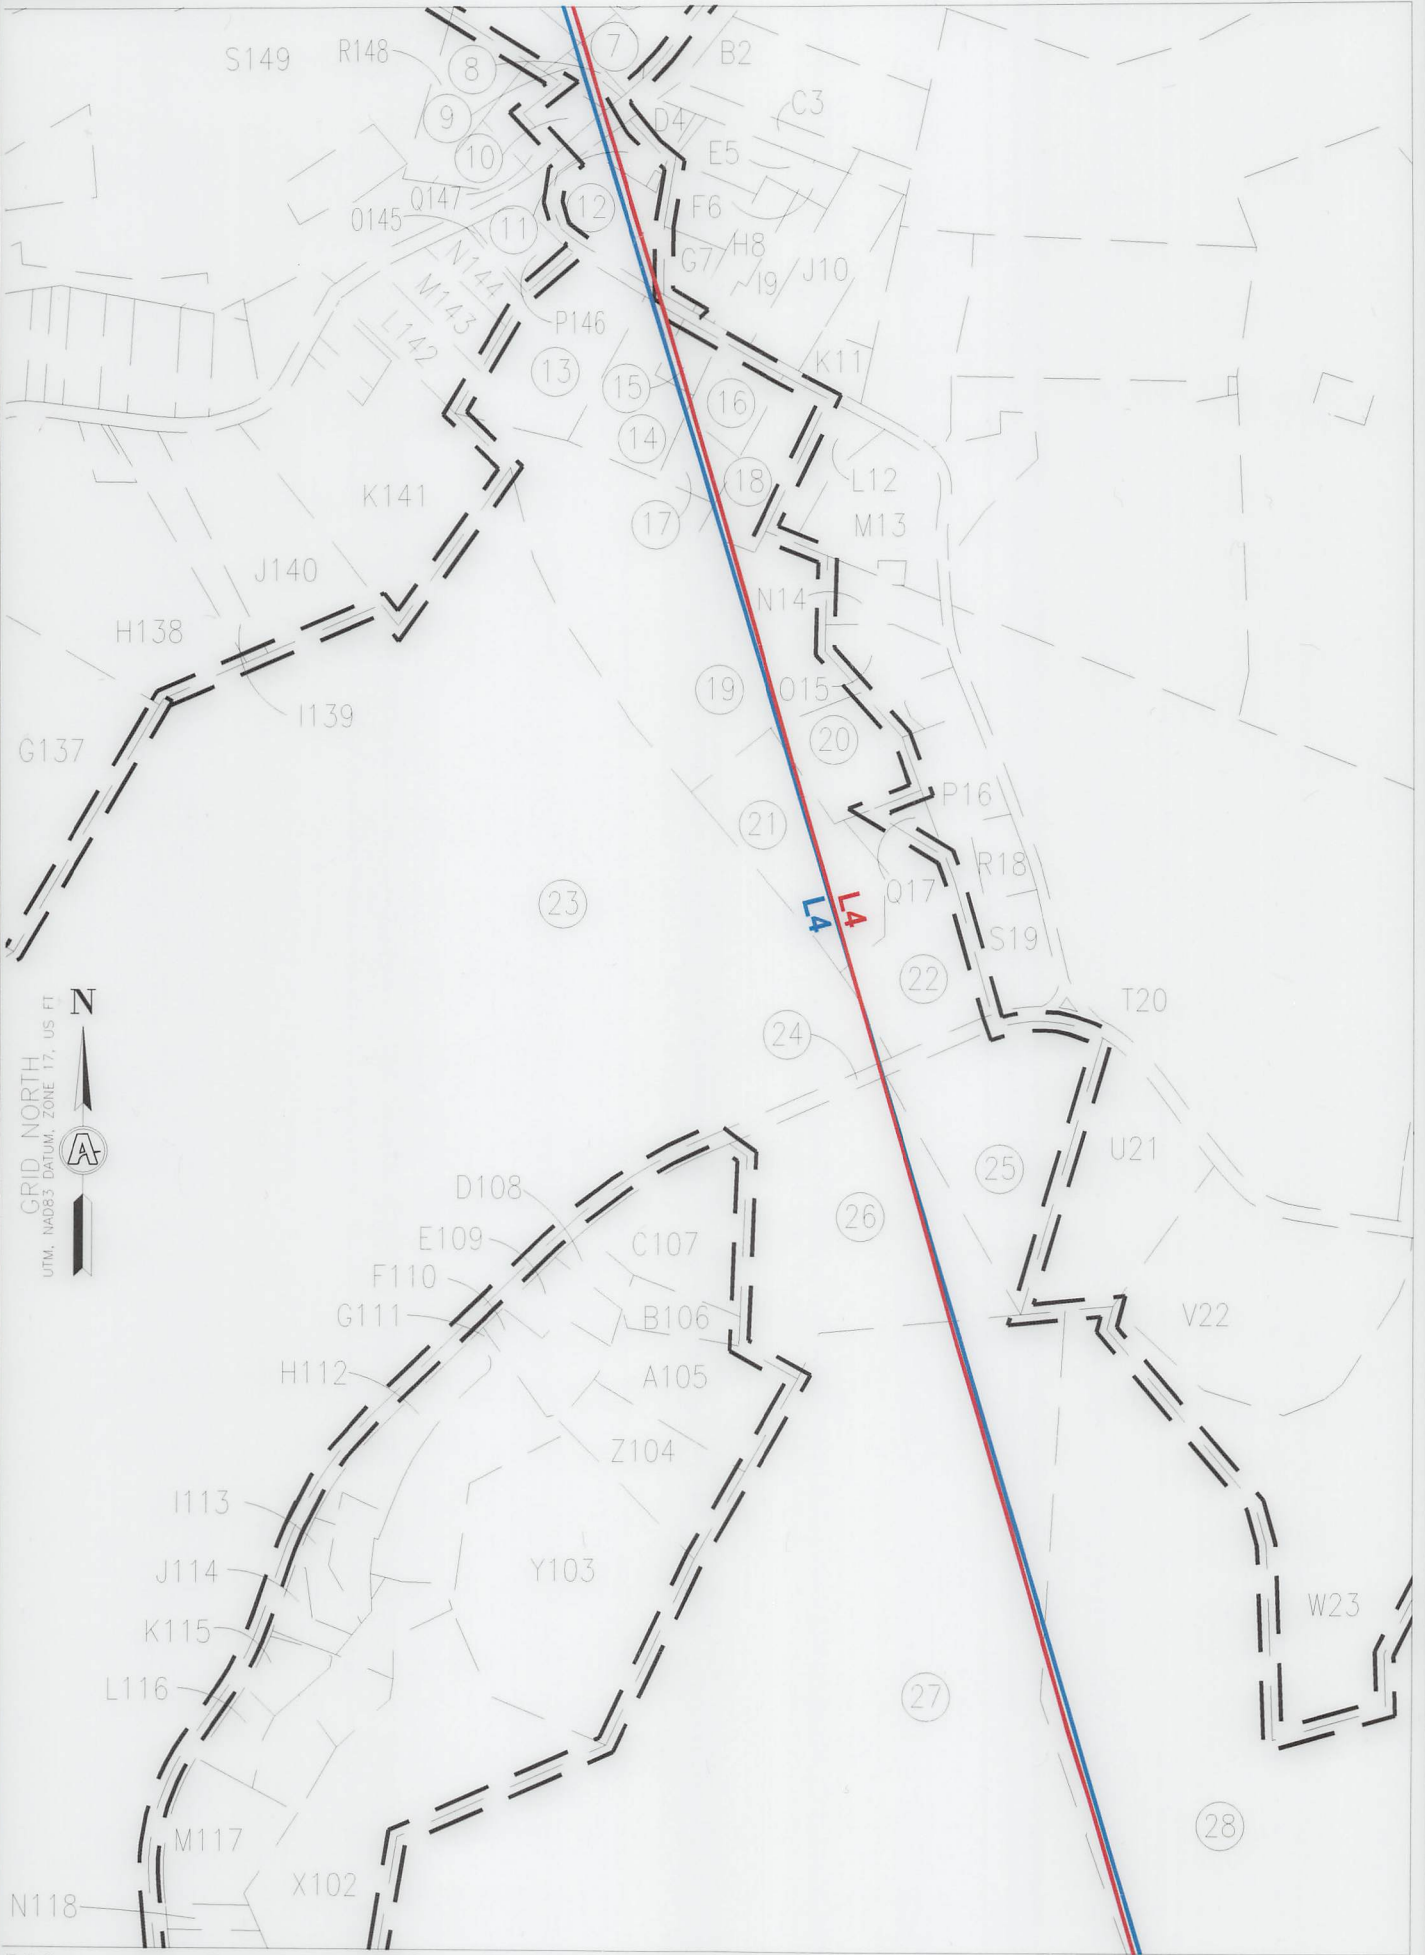 S149
R148
7
8
B2
9
C3
D4
10
E5
Q147
F6
O145
11
12
H8
G7
N144
I9
J10
M143
P146
L142
K11
13
15
16
14
18
L12
K141
17
M13
J140
N14
H138
19
O15
I139
20
G137
P16
21
R18
23
Q17
L4
L4
S19
22
N
T20
GRID NORTH
UTM, NAD83 DATUM, ZONE 17, US FT
24
A
U21
25
D108
26
E109
C107
F110
G111
B106
V22
H112
A105
Z104
I113
J114
Y103
W23
K115
L116
27
28
M117
X102
N118